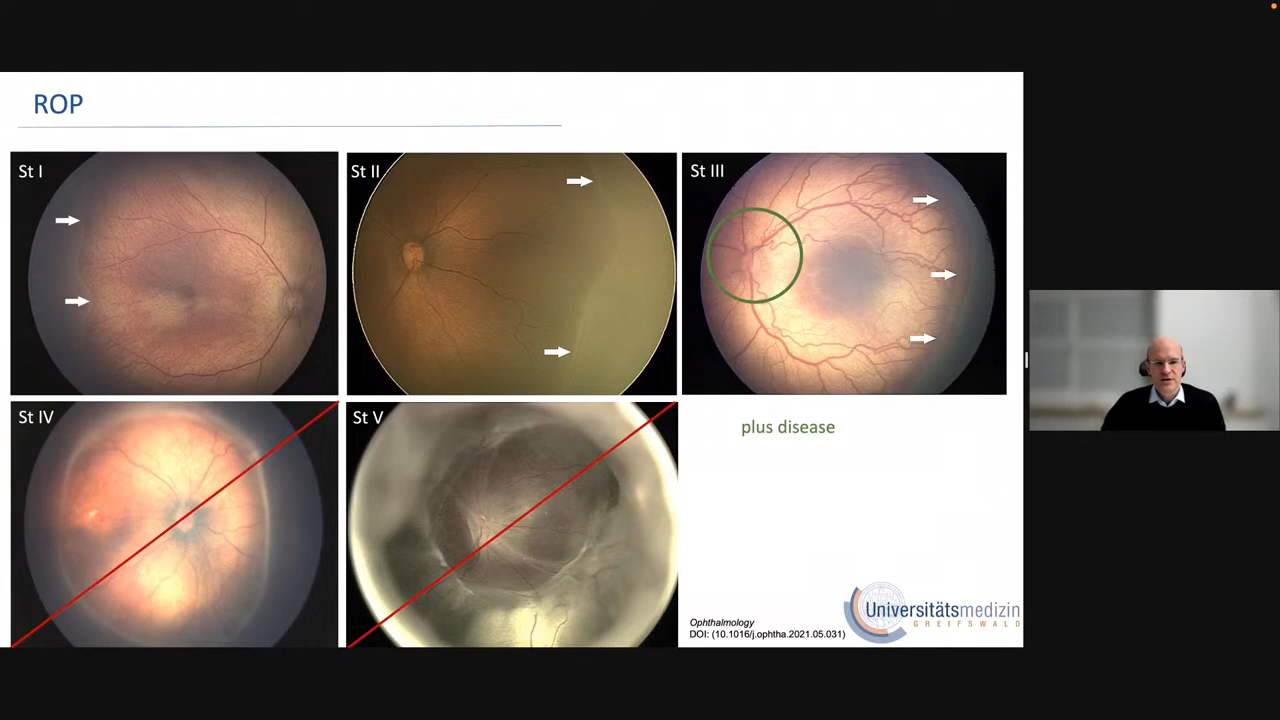 ROP
St I
St II
St III
St IV
St V
plus disease
Ophthalmology
DOI: (10.1016/j.ophtha.2021.05.031)
Universitätsmedizin
GREIFSWALD